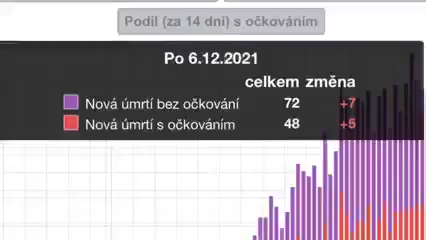 Podíl (za 14 dní) s očkováním
Po 6.12.2021
celkem změna
Nová úmrtí bez očkování 72 +7
Nová úmrtí s očkováním 48 +5